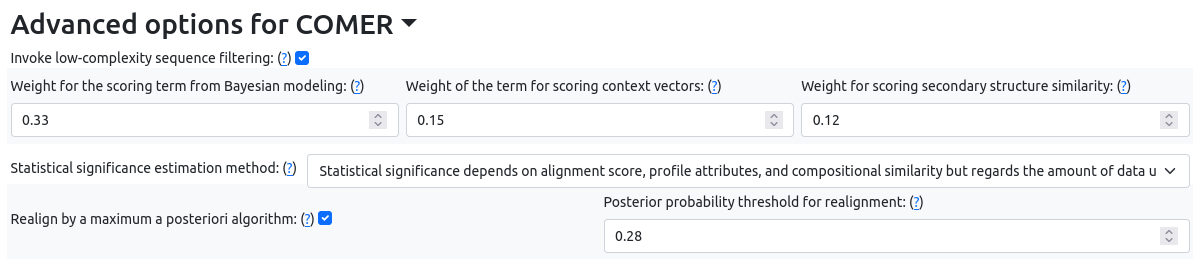 Advanced options for COMER
Invoke low-complexity sequence filtering: (?)
Weight for the scoring term from Bayesian modeling: (?) Weight of the term for scoring context vectors: (?) Weight for scoring secondary structure similarity: (?)
0.33 0.15 0.12
Statistical significance estimation method: (?) Statistical significance depends on alignment score, profile attributes, and compositional similarity but regards the amount of data u
Posterior probability threshold for realignment: (?)
Realign by a maximum a posteriori algorithm: (?)
0.28